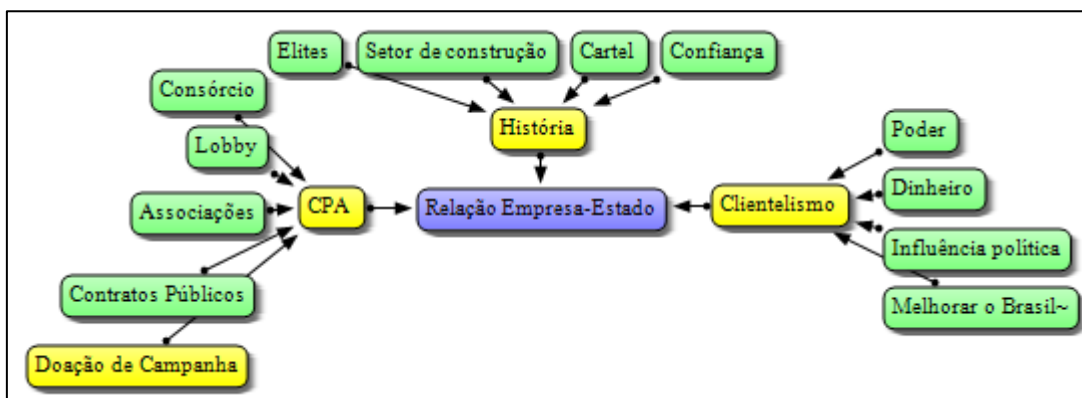 Elites
Setor de construção
Cartel
Confiança
Consórcio
História
Poder
Lobby
Dinheiro
Associações
CPA
Relação Empresa-Estado
Clientelismo
Influência política
Contratos Públicos
Melhorar o Brasil~
Doação de Campanha